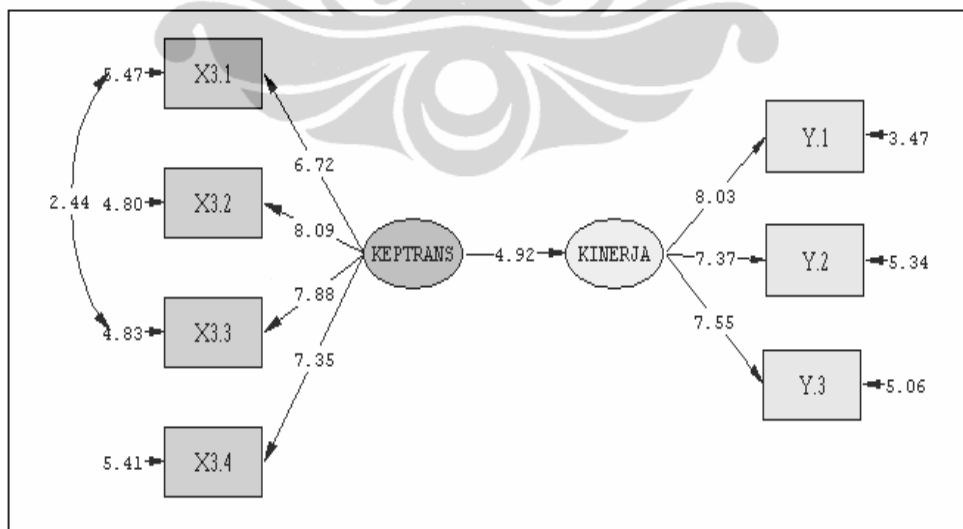 5.47
X3.1
6.72
2.44
4.80
X3.2
8.09
KEPTRANS
4.92
KINERJA
7.88
4.83
X3.3
7.35
5.41
X3.4
8.03
Y.1
3.47
7.37
Y.2
5.34
7.55
Y.3
5.06